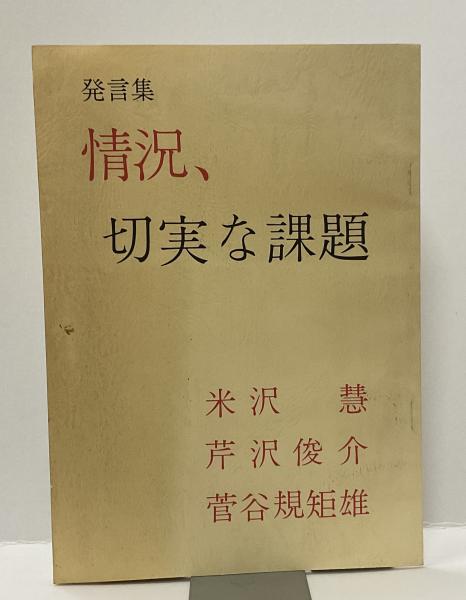 発言集
情況、
切実な課題
米沢 慧
芹沢俊介
菅谷規矩雄